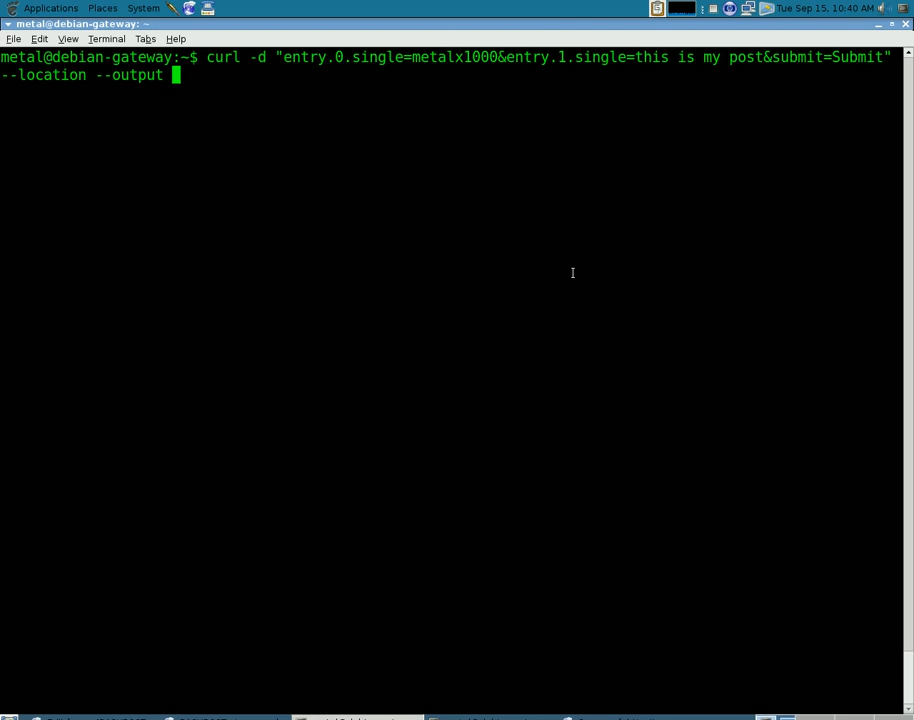 Applications Places System Tue Sep 15, 10:40 AM
metal@debian-gateway: ~
File Edit View Terminal Tabs Help
metal@debian-gateway:~$ curl -d "entry.0.single=metalx1000&entry.1.single=this is my post&submit=Submit"
--location --output